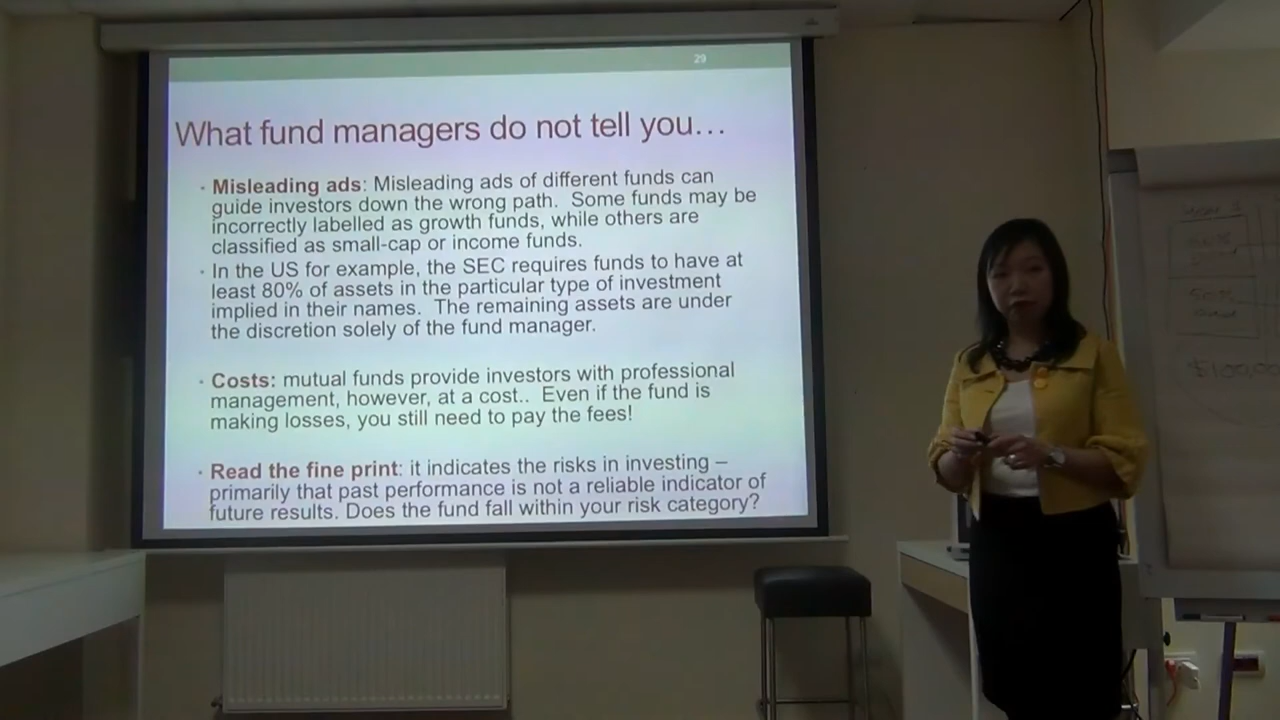 29
What fund managers do not tell you…
• Misleading ads: Misleading ads of different funds can
guide investors down the wrong path. Some funds may be
incorrectly labelled as growth funds, while others are
classified as small-cap or income funds.
• In the US for example, the SEC requires funds to have at
least 80% of assets in the particular type of investment
implied in their names. The remaining assets are under
the discretion solely of the fund manager.
• Costs: mutual funds provide investors with professional
management, however, at a cost.. Even if the fund is
making losses, you still need to pay the fees!
• Read the fine print: it indicates the risks in investing –
primarily that past performance is not a reliable indicator of
future results. Does the fund fall within your risk category?